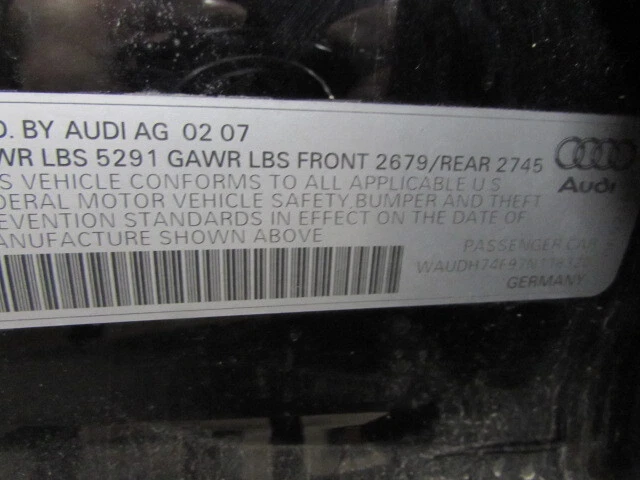 D. BY AUDI AG 02 07
WR LBS 5291 GAWR LBS FRONT 2679/REAR 2745
S VEHICLE CONFORMS TO ALL APPLICABLE U S
DERAL MOTOR VEHICLE SAFETY, BUMPER AND THEFT
EVENTION STANDARDS IN EFFECT ON THE DATE OF
ANUFACTURE SHOWN ABOVE
Audi
PASSENGER CAR
GERMANY